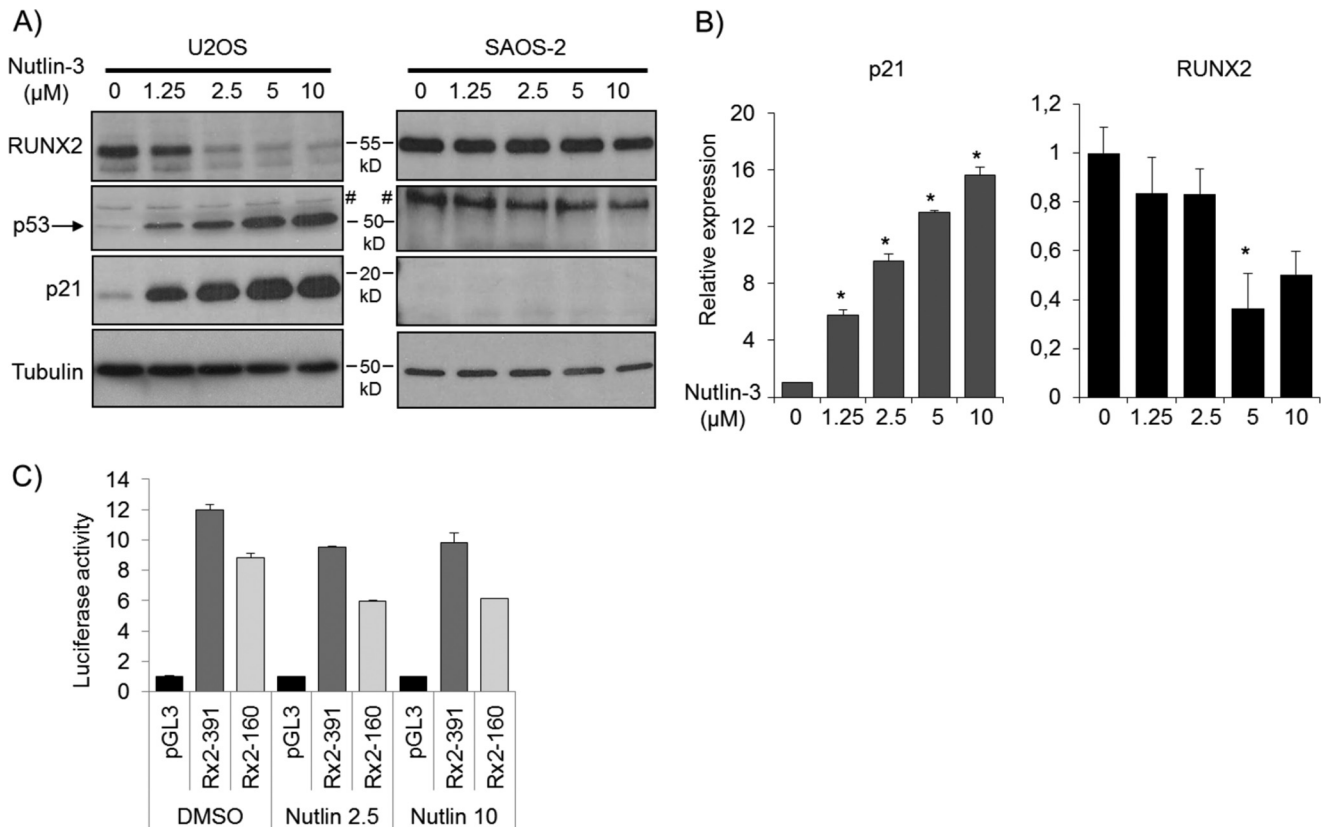 A)
U2OS
SAOS-2
Nutlin-3
(µM)
0 1.25 2.5 5 10
0 1.25 2.5 5 10
RUNX2
55
kD
# #
p53
50
kD
p21
20
kD
Tubulin
50
kD
B)
p21
RUNX2
Relative expression
20
16
12
8
4
* * * *
Nutlin-3
(µM)
0 1.25 2.5 5 10
1,2
1
0,8
0,6
0,4
0,2
0
*
0 1.25 2.5 5 10
C)
Luciferase activity
14
12
10
8
6
4
2
0
pGL3 Rx2-391 Rx2-160 pGL3 Rx2-391 Rx2-160 pGL3 Rx2-391 Rx2-160
DMSO Nutlin 2.5 Nutlin 10